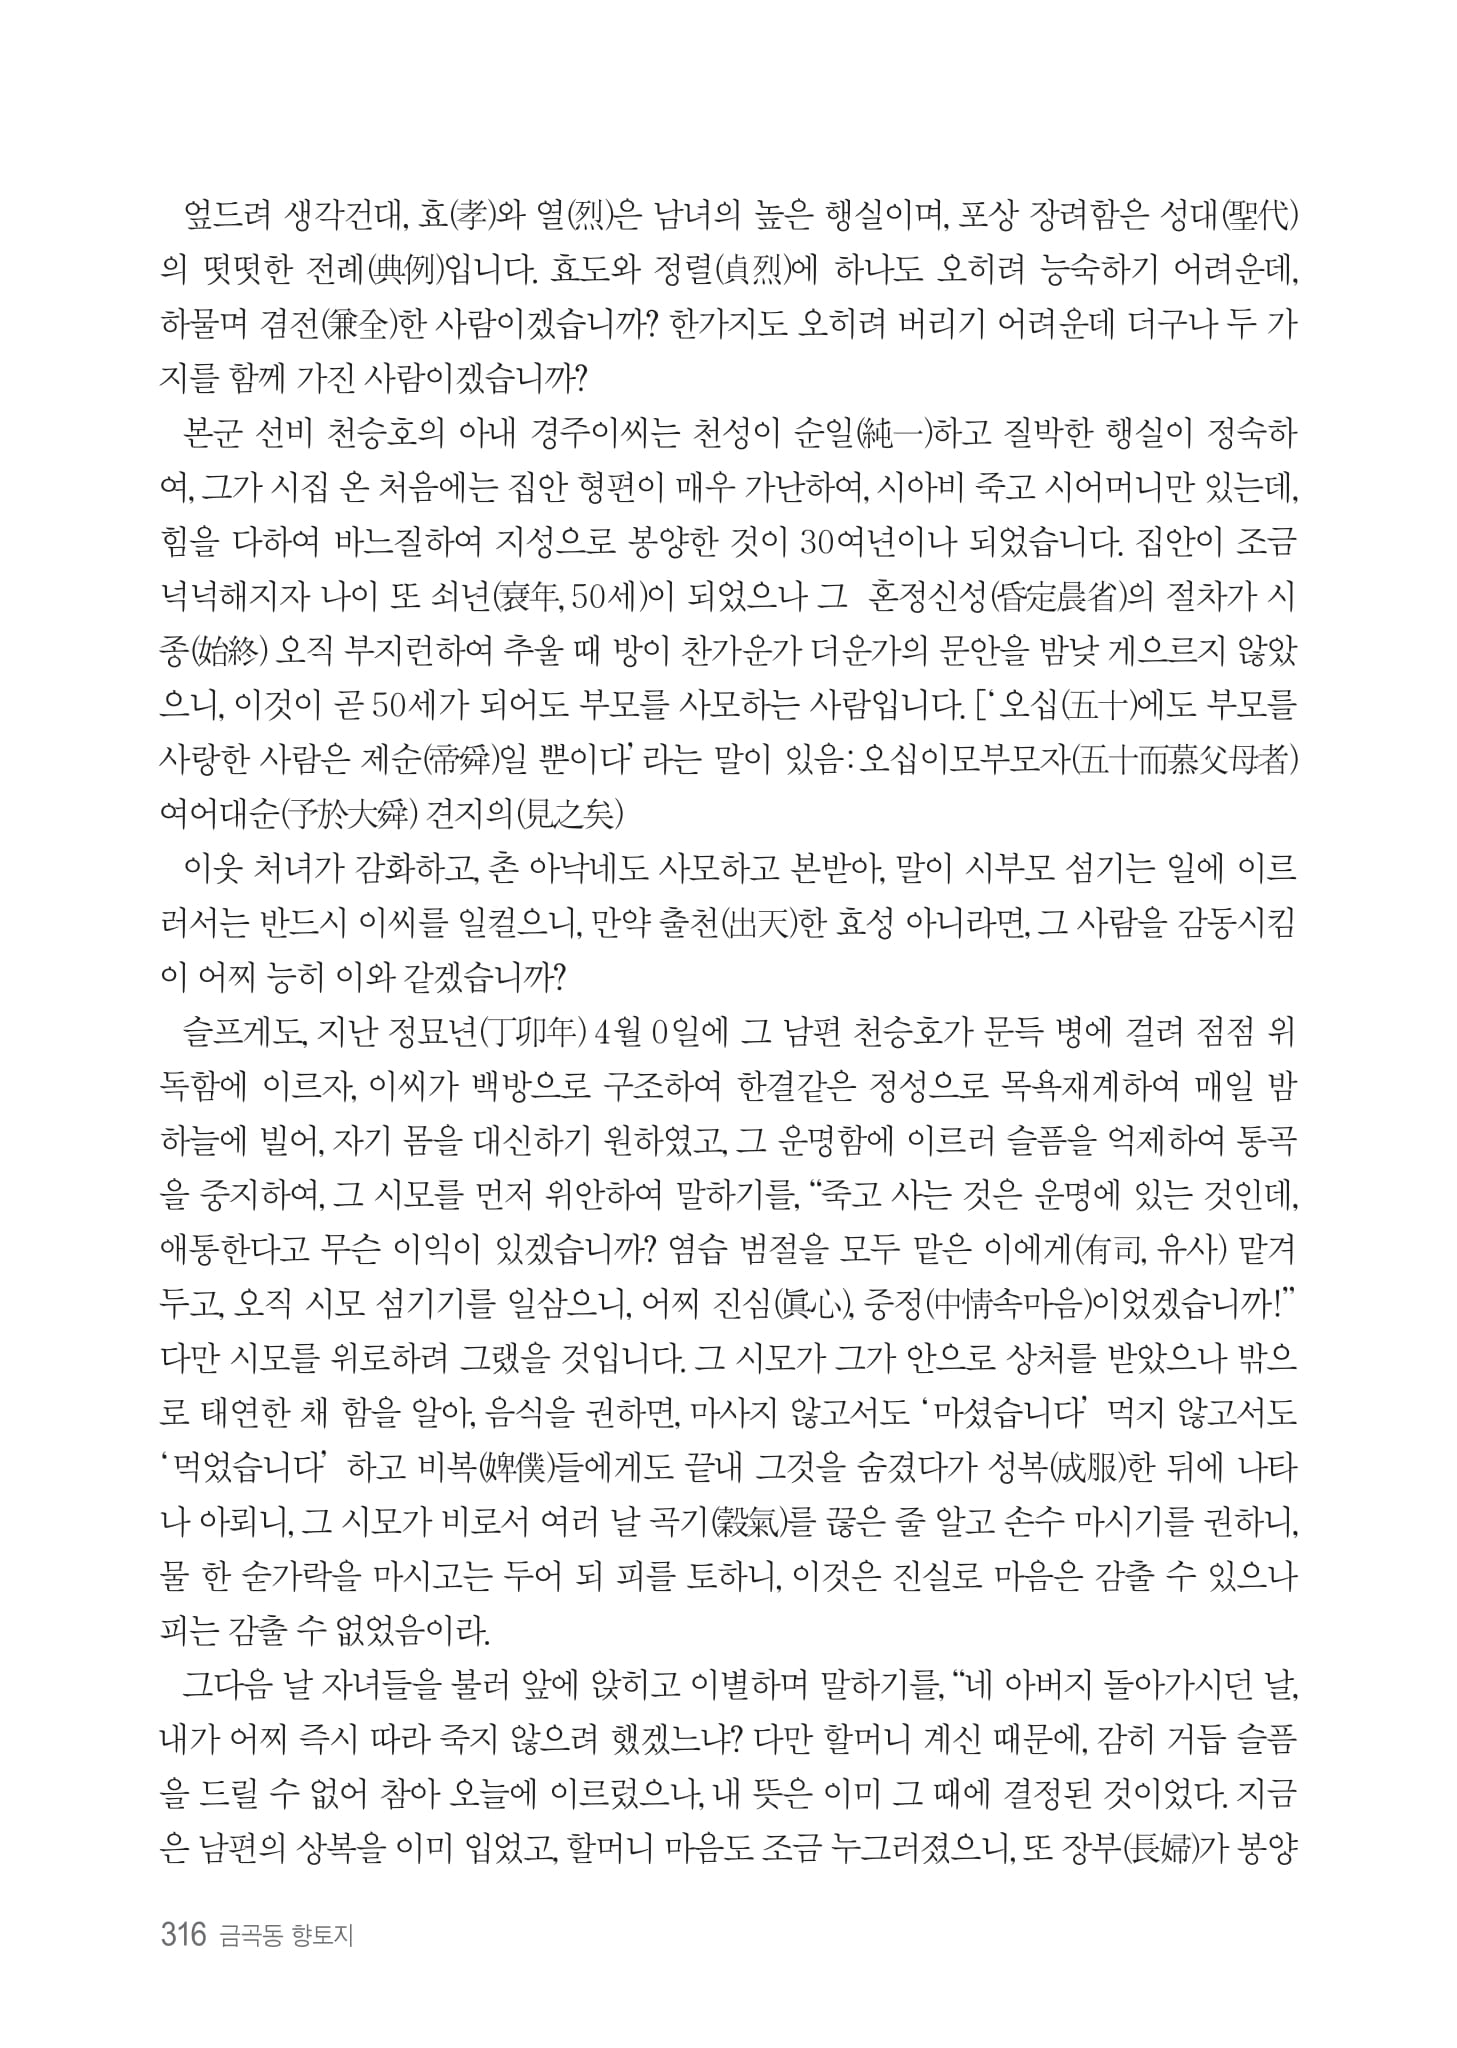 엎드려 생각건대, 효(孝)와 열(烈)은 남녀의 높은 행실이며, 포상 장려함은 성대(聖代)
의 떳떳한 전례(典例)입니다. 효도와 정렬(貞烈)에 하나도 오히려 능숙하기 어려운데,
하물며 겸전(兼全)한 사람이겠습니까? 한가지도 오히려 버리기 어려운데 더구나 두 가
지를 함께 가진 사람이겠습니까?
본군 선비 천승호의 아내 경주이씨는 천성이 순일(純一)하고 질박한 행실이 정숙하
여, 그가 시집 온 처음에는 집안 형편이 매우 가난하여, 시아비 죽고 시어머니만 있는데,
힘을 다하여 바느질하여 지성으로 봉양한 것이 30여년이나 되었습니다. 집안이 조금
넉넉해지자 나이 또 쇠년(衰年, 50세)이 되었으나 그 혼정신성(昏定晨省)의 절차가 시
종(始終) 오직 부지런하여 추울 때 방이 찬가운가 더운가의 문안을 밤낮 게으르지 않았
으니, 이것이 곧 50세가 되어도 부모를 사모하는 사람입니다. [‘오십(五十)에도 부모를
사랑한 사람은 제순(帝舜)일 뿐이다’라는 말이 있음: 오십이모부모자(五十而慕父母者)
여어대순(予於大舜) 견지의(見之矣)
이웃 처녀가 감화하고, 촌 아낙네도 사모하고 본받아, 말이 시부모 섬기는 일에 이르
러서는 반드시 이씨를 일컬으니, 만약 출천(出天)한 효성 아니라면, 그 사람을 감동시킴
이 어찌 능히 이와 같겠습니까?
슬프게도, 지난 정묘년(丁卯年) 4월 0일에 그 남편 천승호가 문득 병에 걸려 점점 위
독함에 이르자, 이씨가 백방으로 구조하여 한결같은 정성으로 목욕재계하여 매일 밤
하늘에 빌어, 자기 몸을 대신하기 원하였고, 그 운명함에 이르러 슬픔을 억제하여 통곡
을 중지하여, 그 시모를 먼저 위안하여 말하기를, “죽고 사는 것은 운명에 있는 것인데,
애통한다고 무슨 이익이 있겠습니까? 염습 범절을 모두 맡은 이에게(有司, 유사) 맡겨
두고, 오직 시모 섬기기를 일삼으니, 어찌 진심(眞心), 중정(中情속마음)이었겠습니까!”
다만 시모를 위로하려 그랬을 것입니다. 그 시모가 그가 안으로 상처를 받았으나 밖으
로 태연한 채 함을 알아, 음식을 권하면, 마사지 않고서도 ‘마셨습니다’ 먹지 않고서도
‘먹었습니다’ 하고 비복(婢僕)들에게도 끝내 그것을 숨겼다가 성복(成服)한 뒤에 나타
나 아뢰니, 그 시모가 비로서 여러 날 곡기(穀氣)를 끊은 줄 알고 손수 마시기를 권하니,
물 한 숟가락을 마시고는 두어 되 피를 토하니, 이것은 진실로 마음은 감출 수 있으나
피는 감출 수 없었음이라.
그다음 날 자녀들을 불러 앞에 앉히고 이별하며 말하기를, “네 아버지 돌아가시던 날,
내가 어찌 즉시 따라 죽지 않으려 했겠느냐? 다만 할머니 계신 때문에, 감히 거듭 슬픔
을 드릴 수 없어 참아 오늘에 이르렀으나, 내 뜻은 이미 그 때에 결정된 것이었다. 지금
은 남편의 상복을 이미 입었고, 할머니 마음도 조금 누그러졌으니, 또 장부(長婦)가 봉양
316 금곡동 향토지